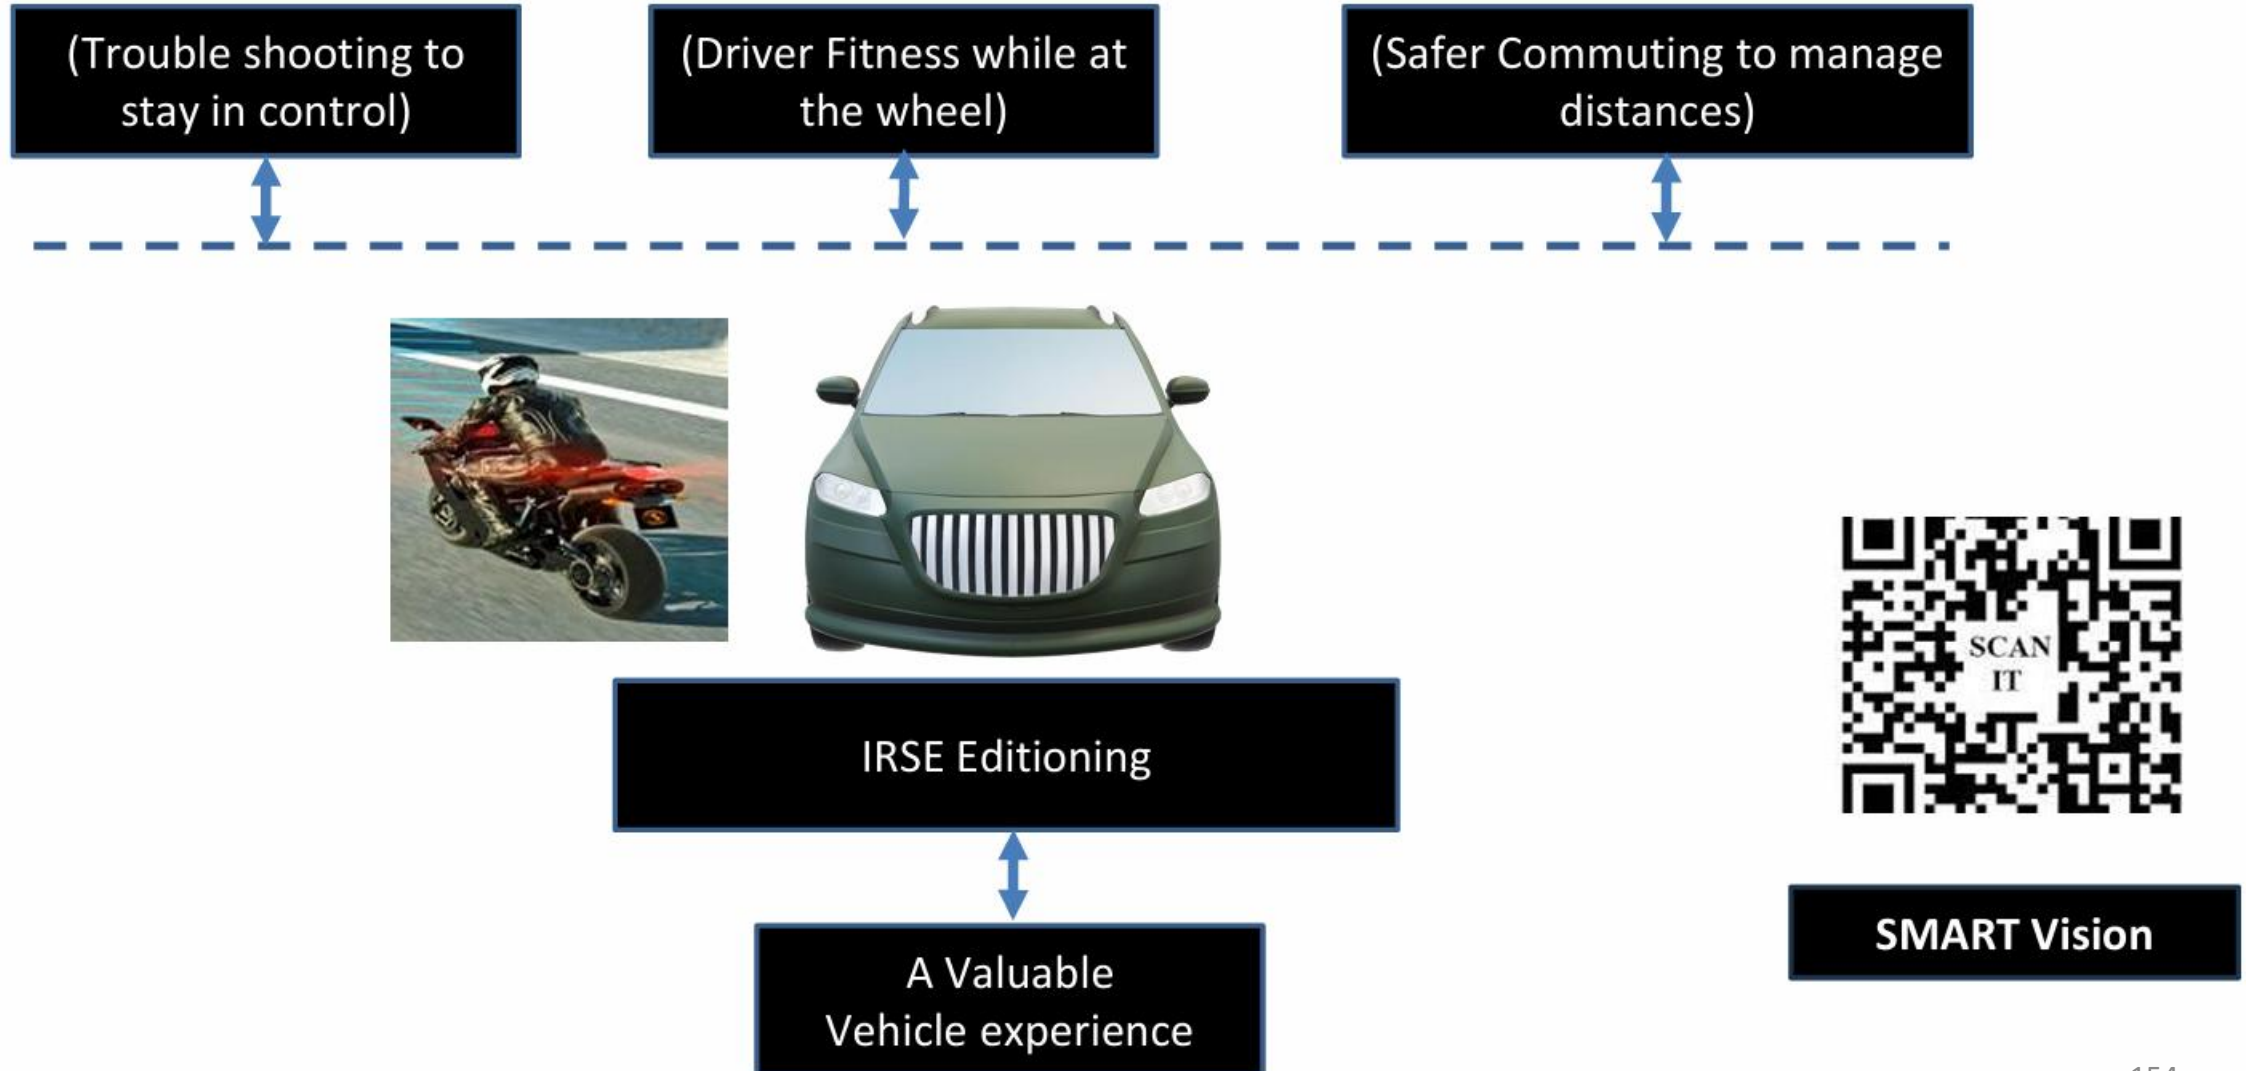 (Trouble shooting to
stay in control)
(Driver Fitness while at
the wheel)
(Safer Commuting to manage
distances)
SCAN
IT
IRSE Editioning
SMART Vision
A Valuable
Vehicle experience